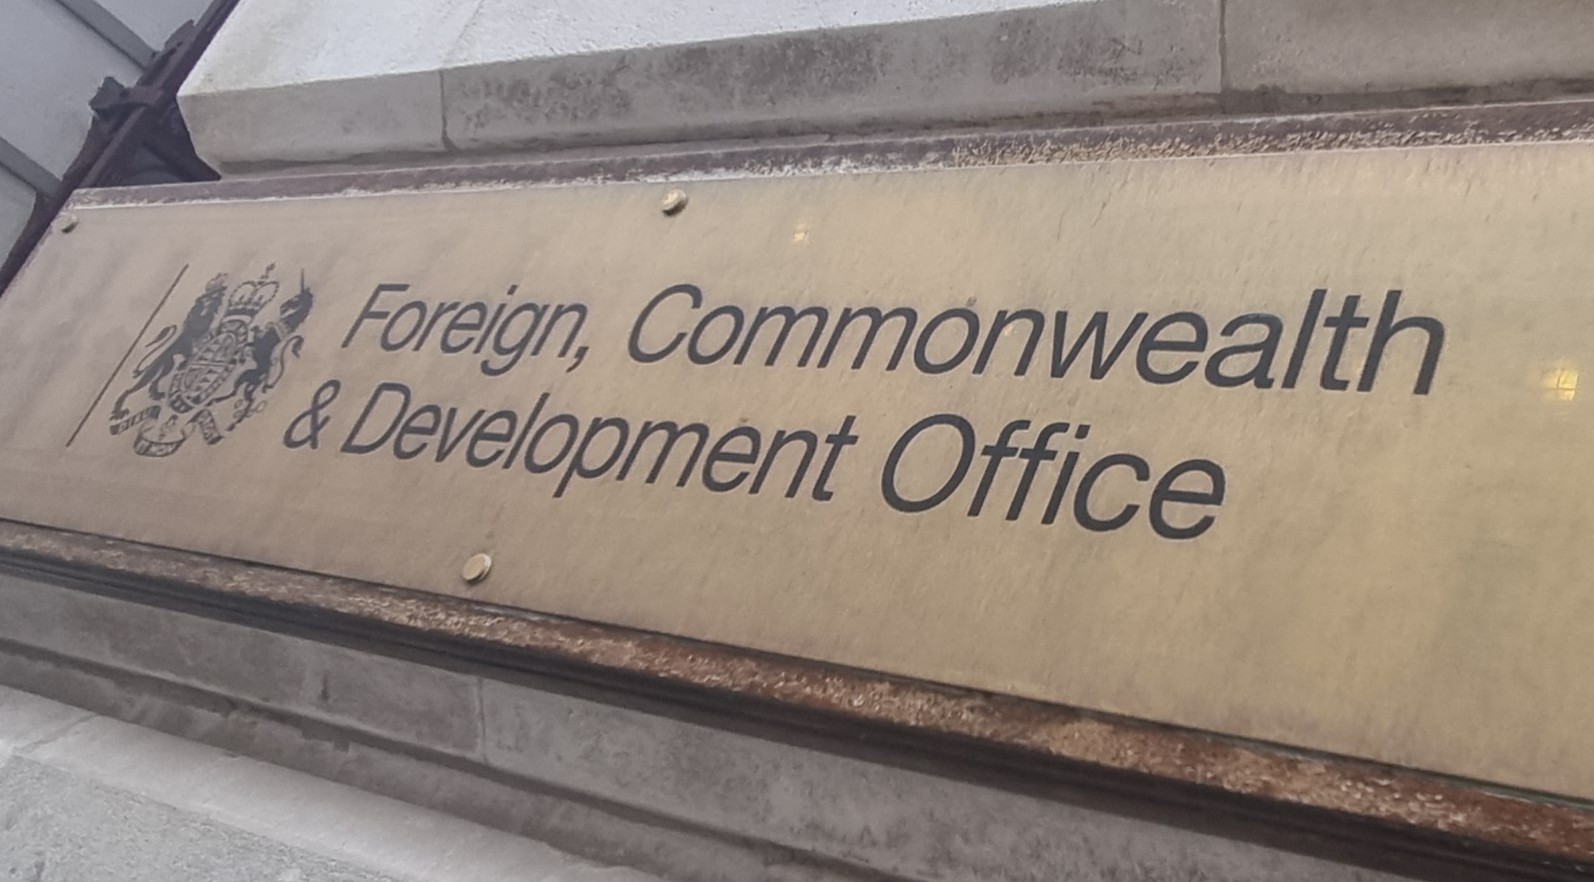 Foreign, Commonwealth
& Development Office